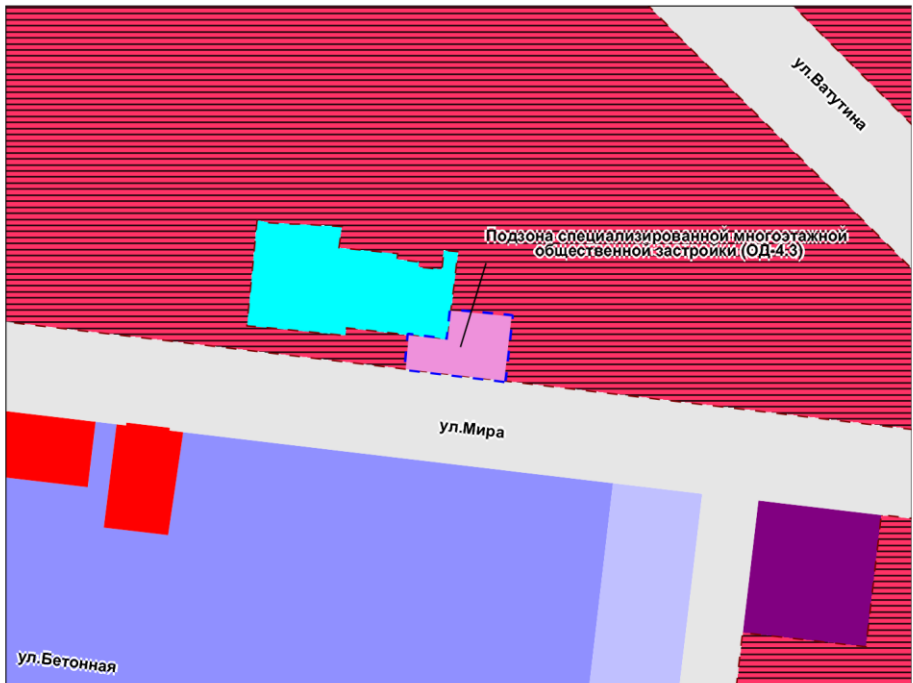 ул.Ватутина
Подзона специализированной многоэтажной
общественной застройки (ОД-4.3)
ул.Мира
ул.Бетонная